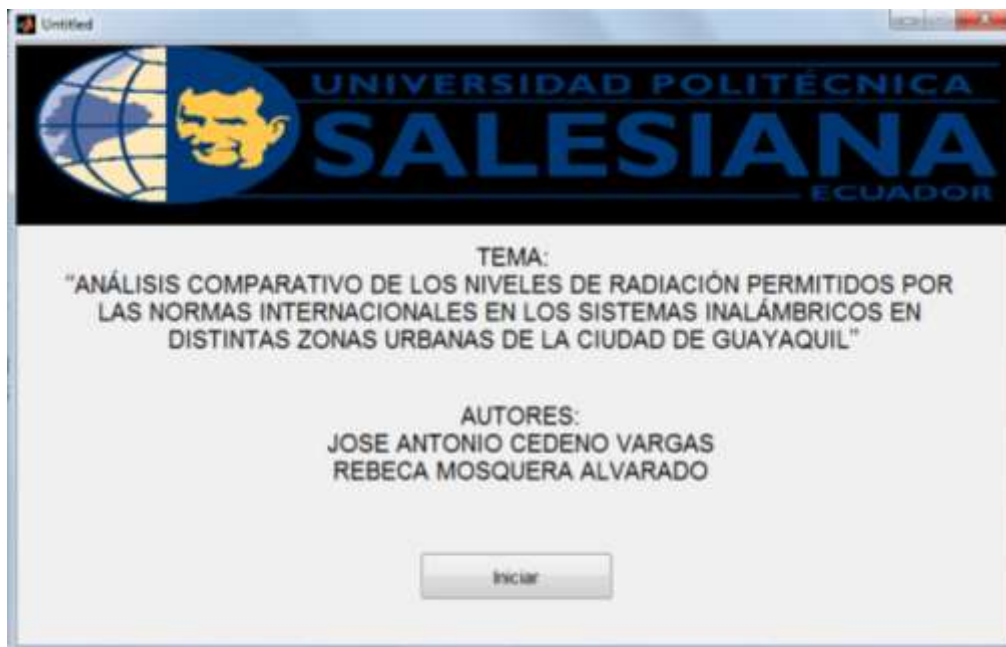 Untitled
UNIVERSIDAD POLITÉCNICA
SALESIANA
ECUADOR
TEMA:
"ANÁLISIS COMPARATIVO DE LOS NIVELES DE RADIACIÓN PERMITIDOS POR
LAS NORMAS INTERNACIONALES EN LOS SISTEMAS INALÁMBRICOS EN
DISTINTAS ZONAS URBANAS DE LA CIUDAD DE GUAYAQUIL"
AUTORES:
JOSE ANTONIO CEDENO VARGAS
REBECA MOSQUERA ALVARADO
Iniciar